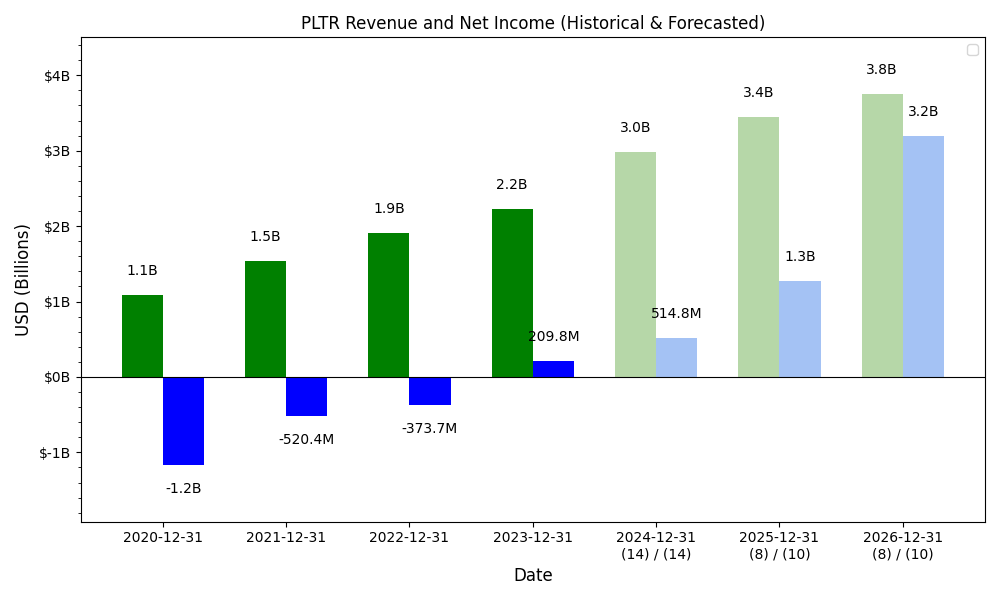 PLTR Revenue and Net Income (Historical & Forecasted)
USD (Billions)
$4B
$3B
$2B
$1B
$0B
$-1B
1.1B
1.5B
1.9B
2.2B
3.0B
3.4B
3.8B
-1.2B
-520.4M
-373.7M
209.8M
514.8M
1.3B
3.2B
2020-12-31
2021-12-31
2022-12-31
2023-12-31
2024-12-31
(14) / (14)
2025-12-31
(8) / (10)
2026-12-31
(8) / (10)
Date